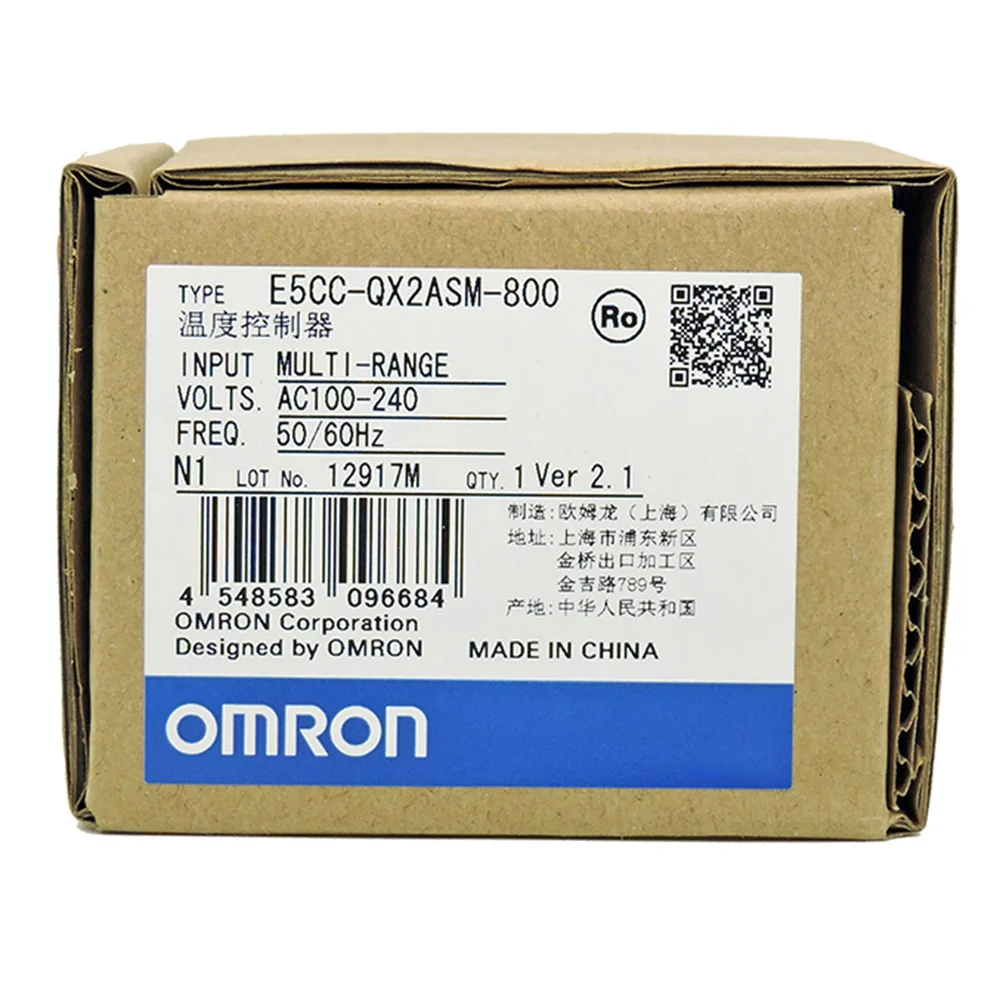 TYPE E5CC-QX2ASM-800
温度控制器
Ro
INPUT MULTI-RANGE
VOLTS. AC100-240
FREQ. 50/60Hz
N1 LOT No. 12917M QTY. 1 Ver 2.1
制造:欧姆龙(上海)有限公司
地址:上海市浦东新区
金桥出口加工区
金吉路789号
产地:中华人民共和国
4 548583 096684
OMRON Corporation
Designed by OMRON MADE IN CHINA
OMRON